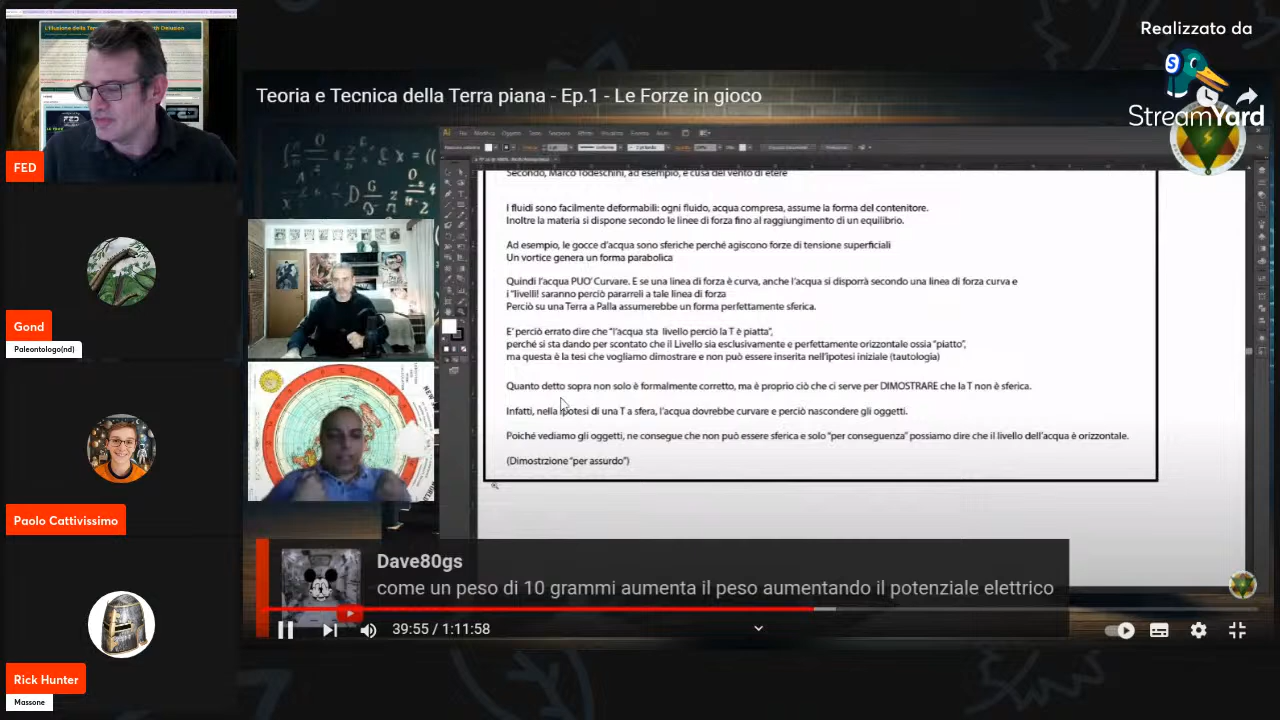 Realizzato da
StreamYard
L'Illusione della Terra
FED
Gond
Paleontologo(nd)
Paolo Cattivissimo
Rick Hunter
Massone
Teoria e Tecnica della Terra piana - Ep.1 - Le Forze in gioco
Secondo, Marco Todeschini, ad esempio, e cusa del vento di etere
I fluidi sono facilmente deformabili: ogni fluido, acqua compresa, assume la forma del contenitore.
Inoltre la materia si dispone secondo le linee di forza fino al raggiungimento di un equilibrio.
Ad esempio, le gocce d'acqua sono sferiche perché agiscono forze di tensione superficiali
Un vortice genera un forma parabolica
Quindi l'acqua PUO' Curvare. E se una linea di forza è curva, anche l'acqua si disporrà secondo una linea di forza curva e
i "livelli! saranno perciò pararreli a tale linea di forza
Perciò su una Terra a Palla assumerebbe un forme perfettamente sferica.
E' perciò errato dire che "l'acqua sta livello perciò la T è piatta",
perché si sta dando per scontato che il Livello sia esclusivamente e perfettamente orizzontale ossia "piatto",
ma questa è la tesi che vogliamo dimostrare e non può essere inserita nell'ipotesi iniziale (tautologia)
Quanto detto sopra non solo è formalmente corretto, ma è proprio ciò che ci serve per DIMOSTRARE che la T non è sferica.
Infatti, nella ipotesi di una T a sfera, l'acqua dovrebbe curvare e perciò nascondere gli oggetti.
Poiché vediamo gli oggetti, ne consegue che non può essere sferica e solo "per conseguenza" possiamo dire che il livello dell'acqua è orizzontale.
(Dimostrzione "per assurdo")
Dave80gs
come un peso di 10 grammi aumenta il peso aumentando il potenziale elettrico
39:55 / 1:11:58